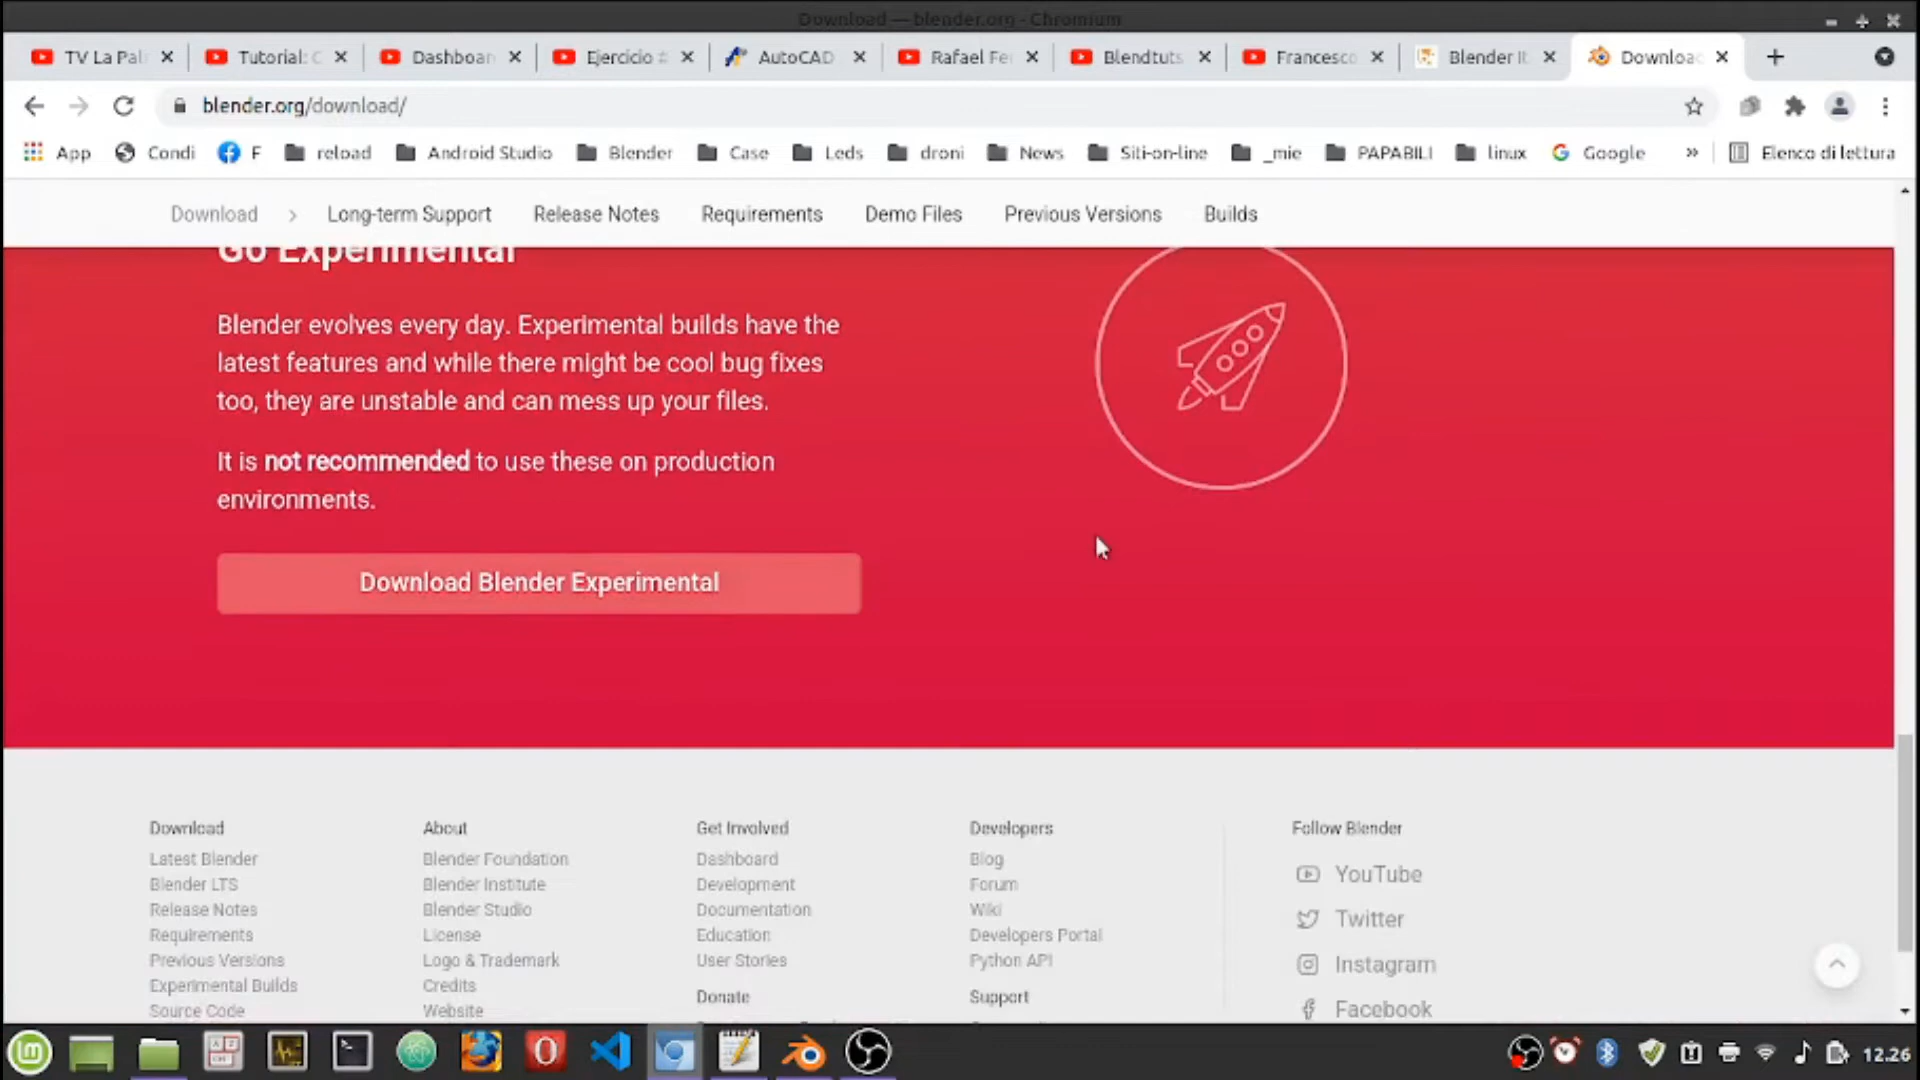 Download — blender.org - Chromium
TV La Pal
Tutorial: C
Dashboar
Ejercicio #
AutoCAD
Rafael Fer
Blendtuts
Francesco
Blender It
Downloa
blender.org/download/
App
Condi
F
reload
Android Studio
Blender
Case
Leds
droni
News
Siti-on-line
_mie
PAPABILI
linux
Google
»
Elenco di lettura
Download
Long-term Support
Release Notes
Requirements
Demo Files
Previous Versions
Builds
Go Experimental
Blender evolves every day. Experimental builds have the
latest features and while there might be cool bug fixes
too, they are unstable and can mess up your files.
It is not recommended to use these on production
environments.
Download Blender Experimental
Download
Latest Blender
Blender LTS
Release Notes
Requirements
Previous Versions
Experimental Builds
Source Code
About
Blender Foundation
Blender Institute
Blender Studio
License
Logo & Trademark
Credits
Website
Get Involved
Dashboard
Development
Documentation
Education
User Stories
Donate
Developers
Blog
Forum
Wiki
Developers Portal
Python API
Support
Follow Blender
YouTube
Twitter
Instagram
Facebook
12.26